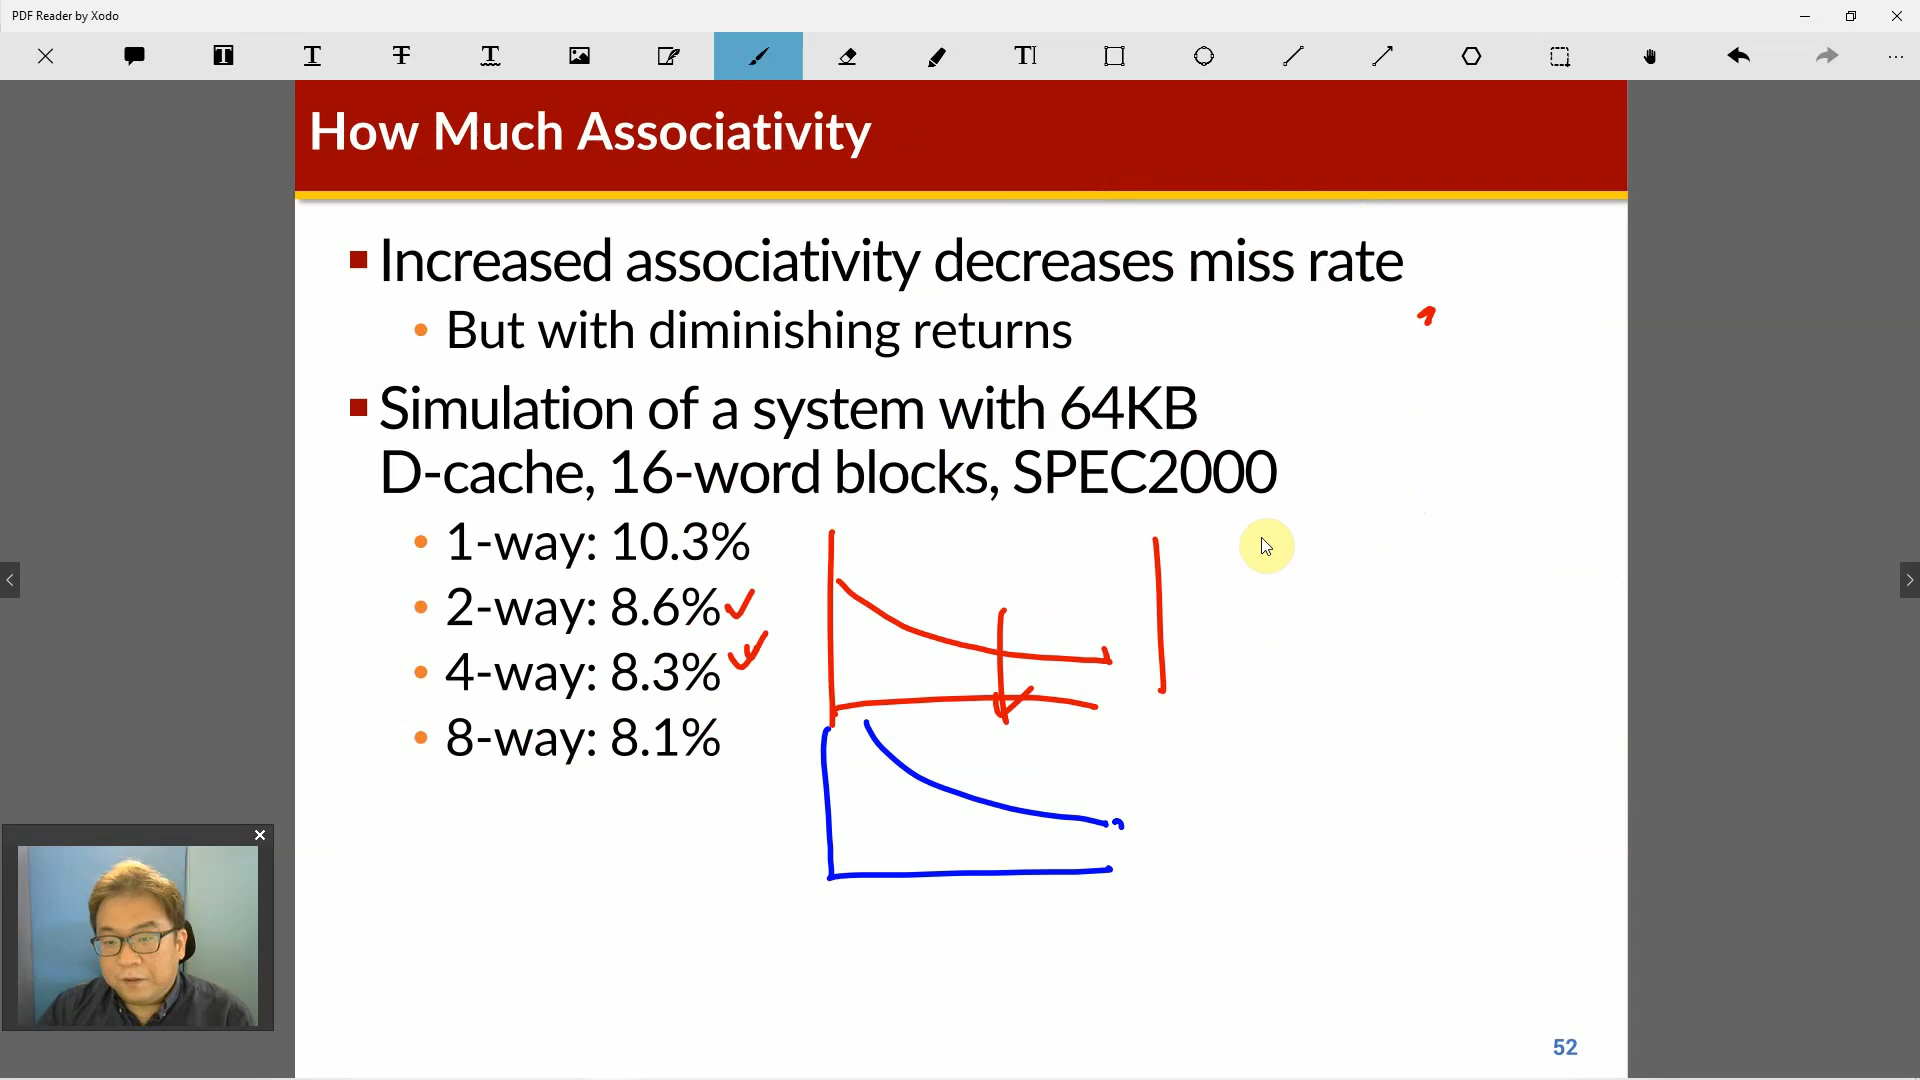 PDF Reader by Xodo
How Much Associativity
Increased associativity decreases miss rate
But with diminishing returns
Simulation of a system with 64KB
D-cache, 16-word blocks, SPEC2000
1-way: 10.3%
2-way: 8.6%
4-way: 8.3%
8-way: 8.1%
52